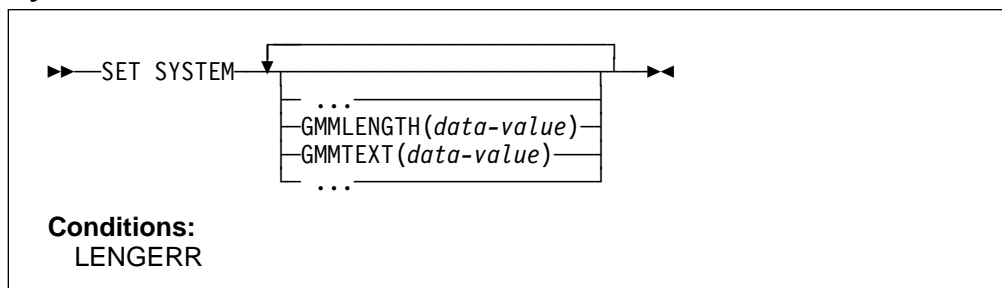 SET SYSTEM
...
GMMLENGTH(data-value)
GMMTEXT(data-value)
...
Conditions:
LENGERR